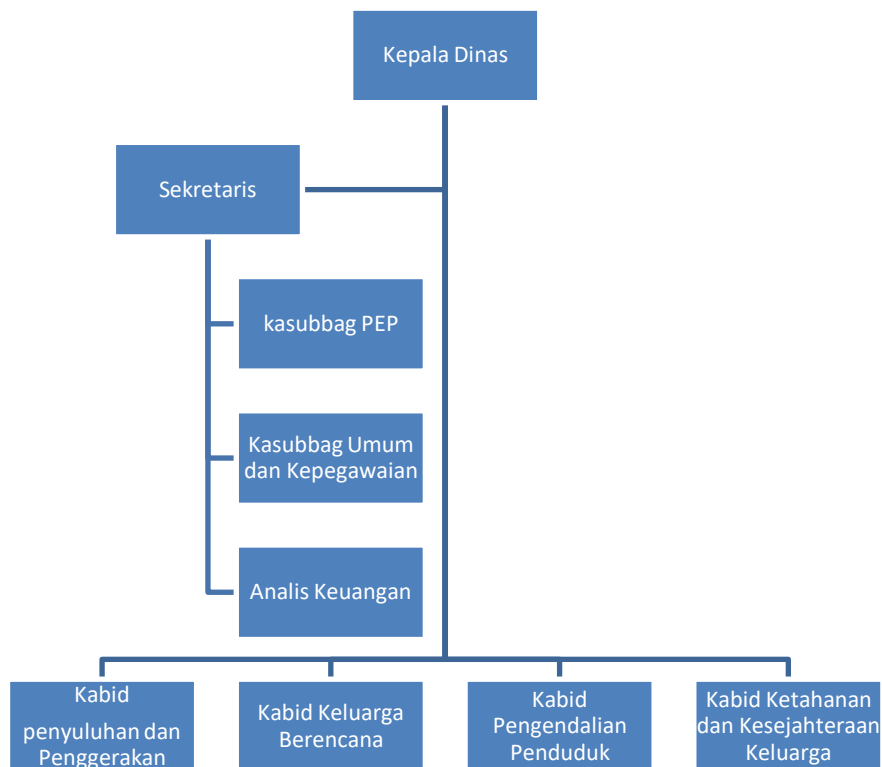 Kepala Dinas
Sekretaris
kasubbag PEP
Kasubbag Umum
dan Kepegawaian
Analis Keuangan
Kabid
penyuluhan dan
Penggerakan
Kabid Keluarga
Berencana
Kabid
Pengendalian
Penduduk
Kabid Ketahanan
dan Kesejahteraan
Keluarga